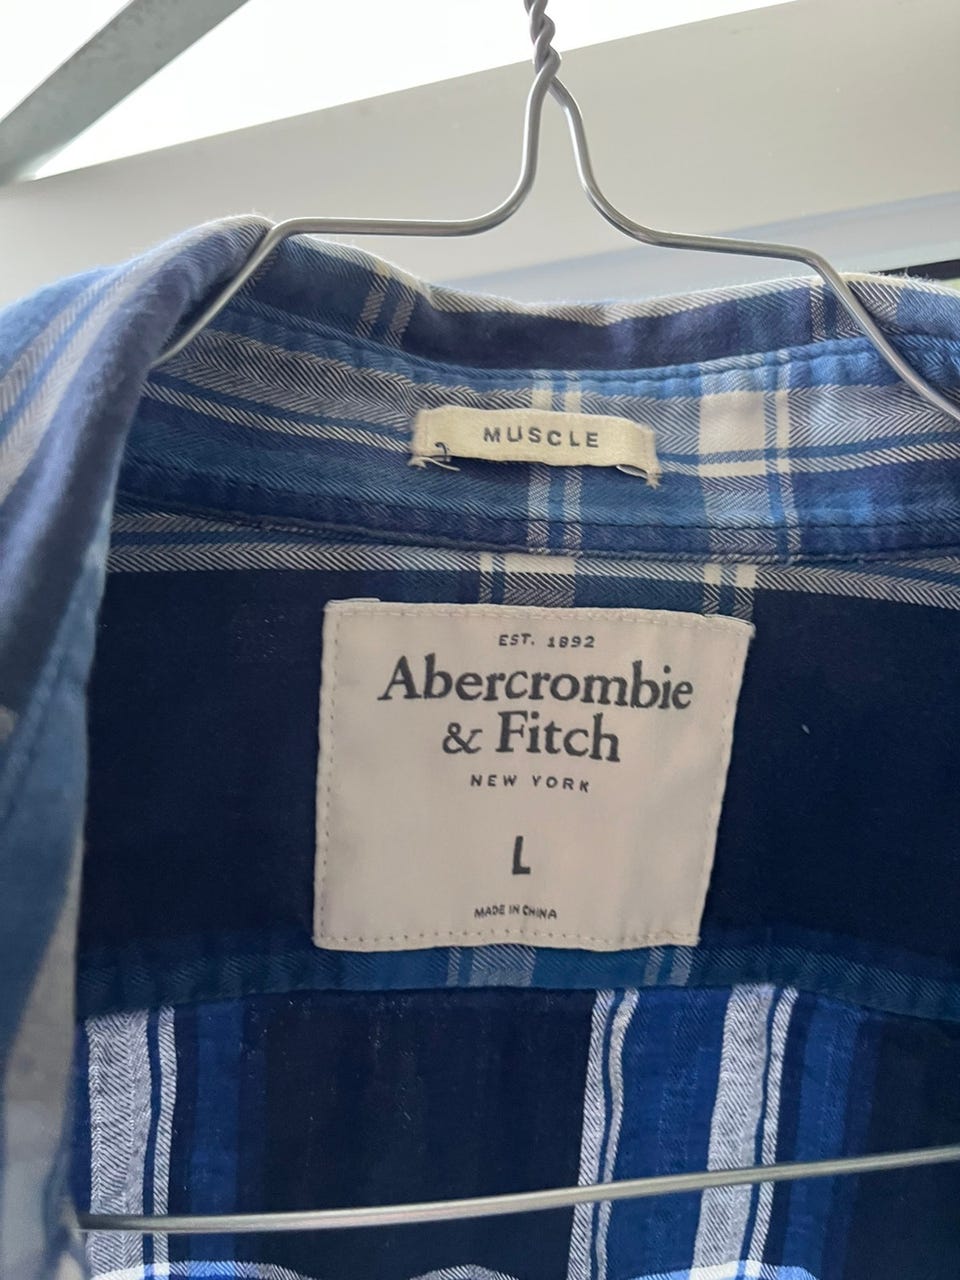 MUSCLE
EST. 1892
Abercrombie
& Fitch
NEW YORK
L
MADE IN CHINA